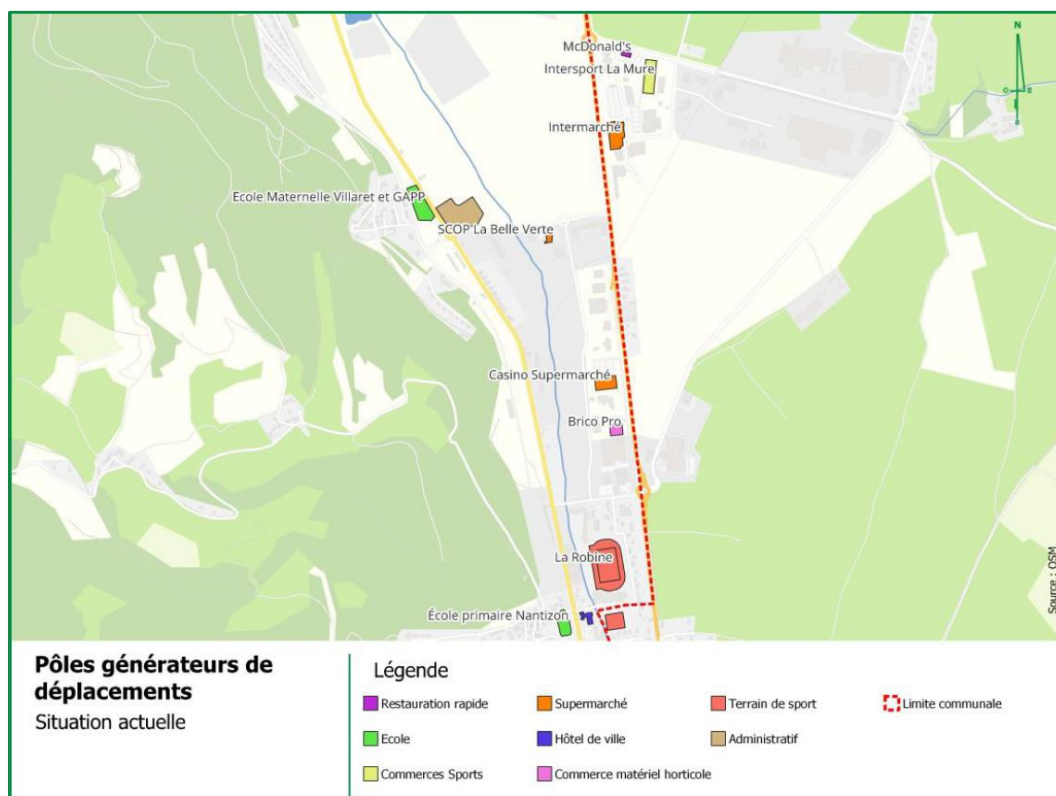 N
O
E
S
McDonald's
Intersport La Mure
Intermarché
Ecole Maternelle Villaret et GAPP
SCOP La Belle Verte
Casino Supermarché
Brico Pro
La Robine
École primaire Nantizon
Source : OSM
Pôles générateurs de
déplacements
Situation actuelle
Légende
Restauration rapide
Supermarché
Terrain de sport
Limite communale
Ecole
Hôtel de ville
Administratif
Commerces Sports
Commerce matériel horticole